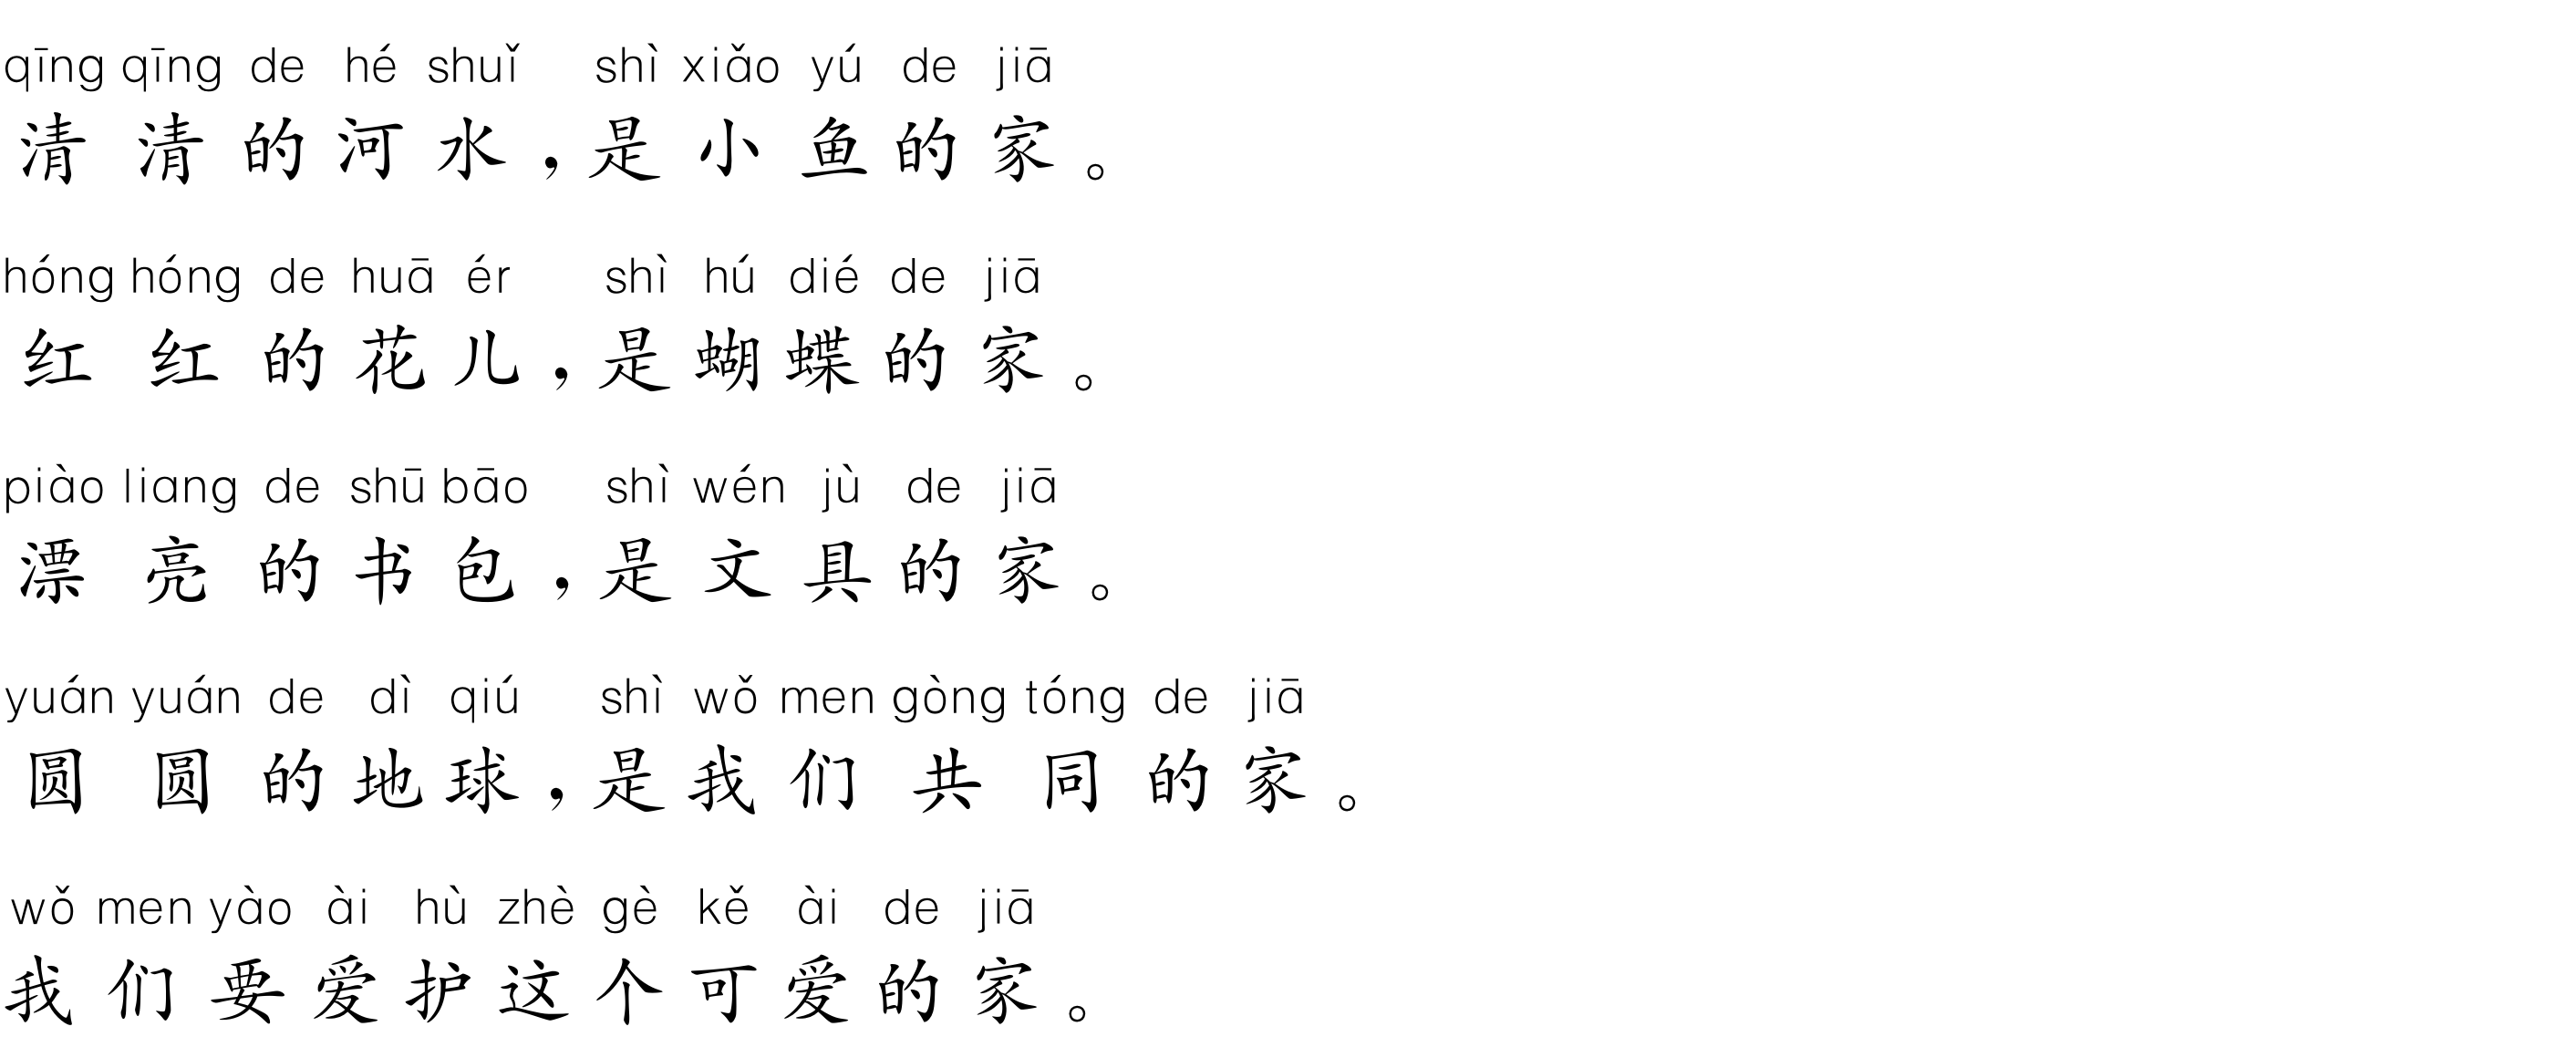 qīng qīng de hé shuǐ shì xiǎo yú de jiā
清清的河水，是小鱼的家。
hóng hóng de huā ér shì hú dié de jiā
红红的花儿，是蝴蝶的家。
piào liang de shū bāo shì wén jù de jiā
漂亮的书包，是文具的家。
yuán yuán de dì qiú shì wǒ men gòng tóng de jiā
圆圆的地球，是我们共同的家。
wǒ men yào ài hù zhè gè kě ài de jiā
我们要爱护这个可爱的家。